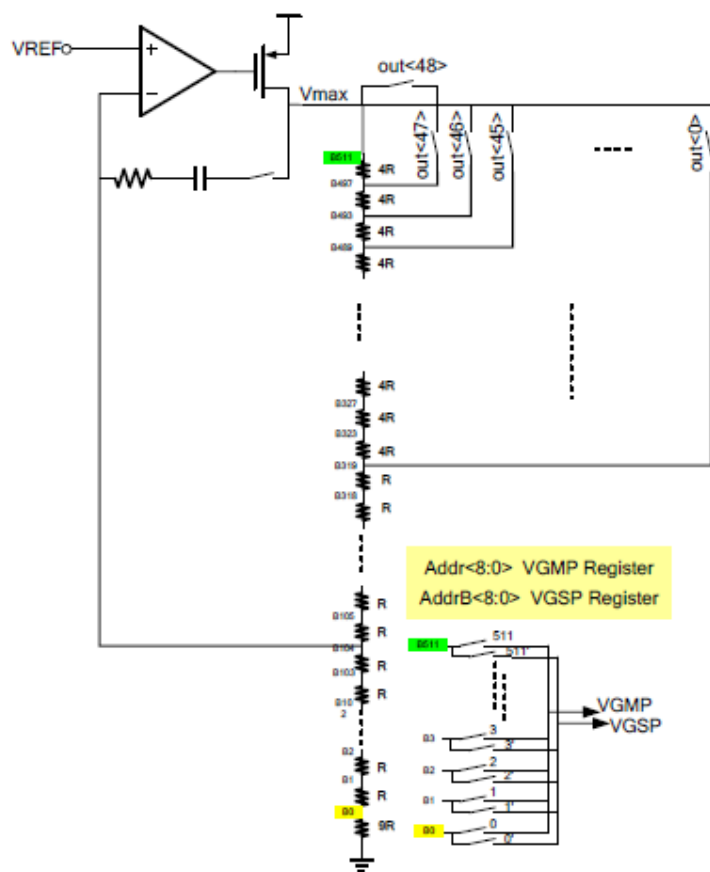 out<48>
VREF
+
−
Vmax
out<47>
out<46>
out<45>
out<0>
B511
4R
B497
4R
B493
4R
B489
4R
4R
B327
4R
B323
4R
B319
R
B318
R
Addr<8:0> VGMP Register
AddrB<8:0> VGSP Register
R
B105
R
B104
R
B103
R
B10
2
B2
R
B1
R
B0
9R
B511
511
511'
VGMP
VGSP
B3
3
3'
B2
2
2'
B1
1
1'
B0
0
0'